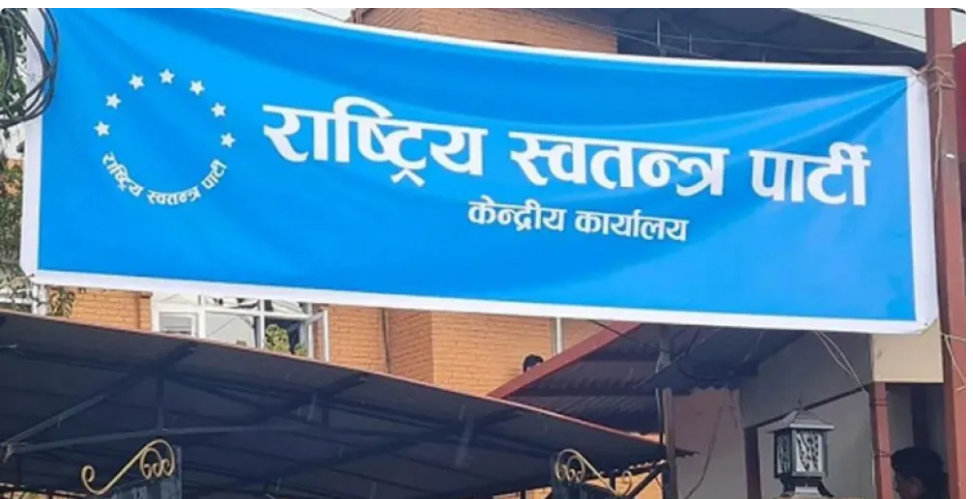 राष्ट्रिय स्वतन्त्र पार्टी
राष्ट्रिय स्वतन्त्र पार्टी
केन्द्रीय कार्यालय